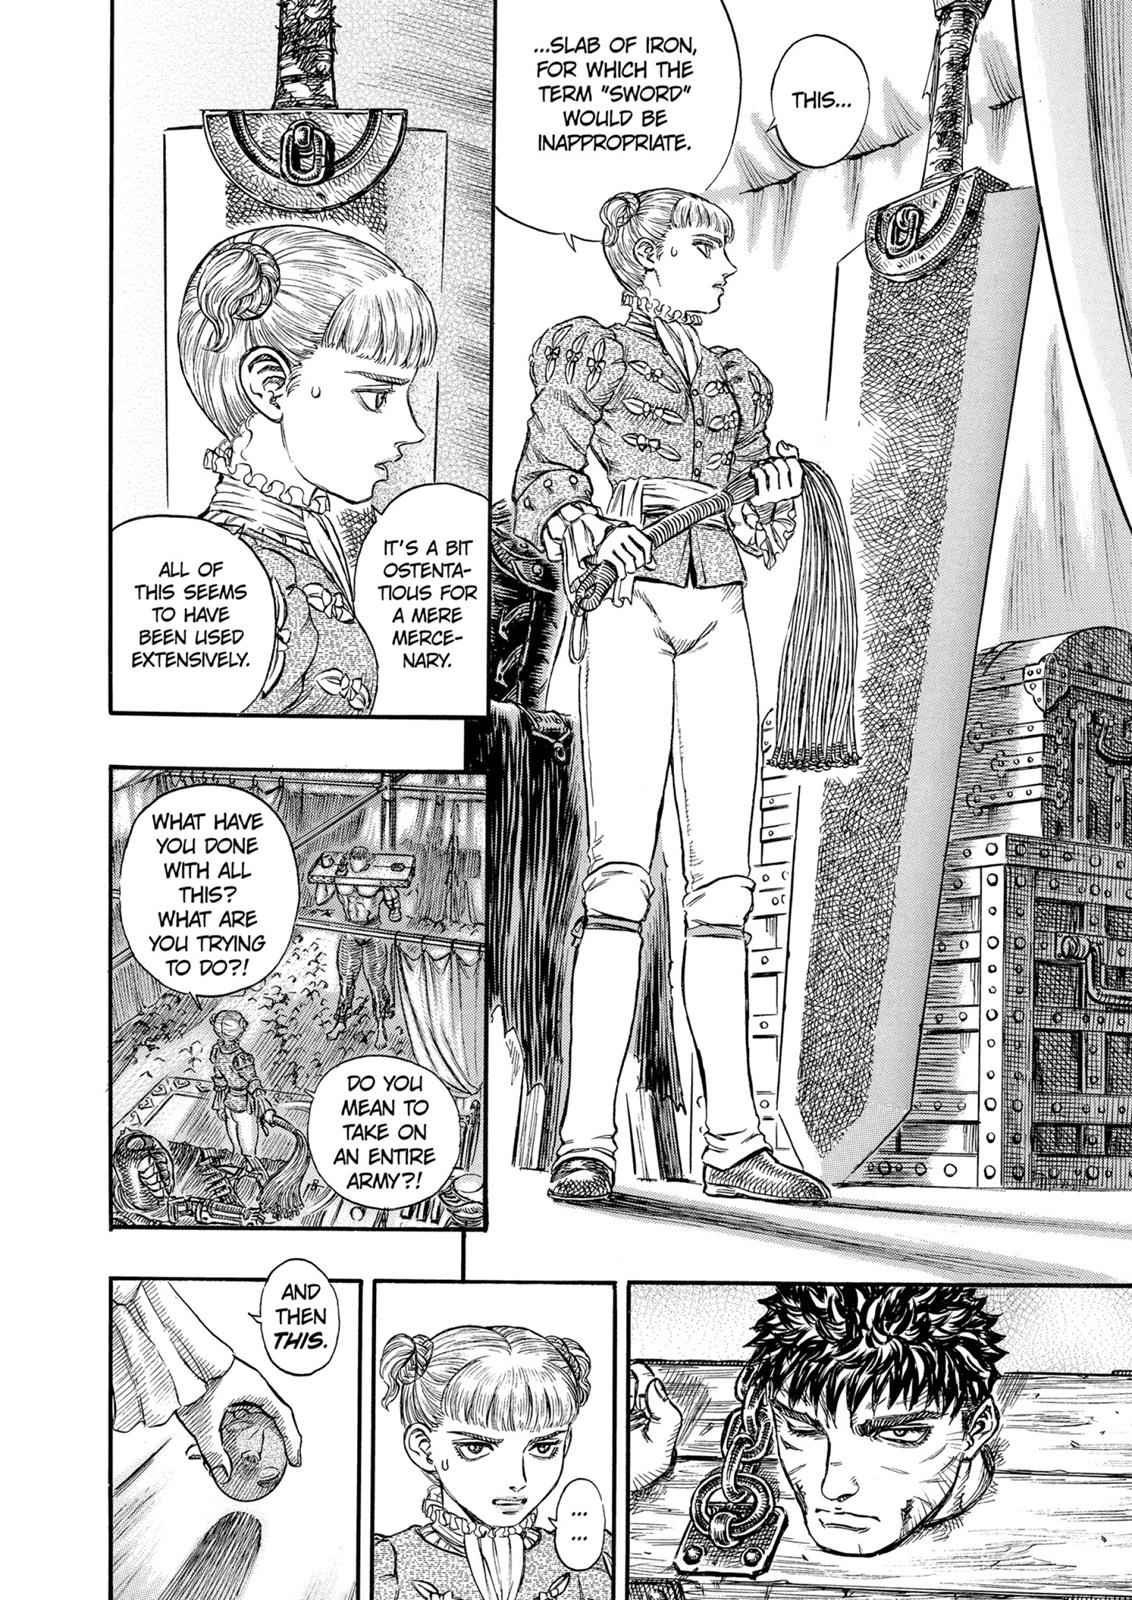 THIS...
...SLAB OF IRON,
FOR WHICH THE
TERM "SWORD"
WOULD BE
INAPPROPRIATE.
IT'S A BIT
OSTENTA-
TIOUS FOR
A MERE
MERCE-
NARY.
ALL OF
THIS SEEMS
TO HAVE
BEEN USED
EXTENSIVELY.
WHAT HAVE
YOU DONE
WITH ALL
THIS?
WHAT ARE
YOU TRYING
TO DO?!
DO YOU
MEAN TO
TAKE ON
AN ENTIRE
ARMY?!
AND
THEN
THIS.
...
...